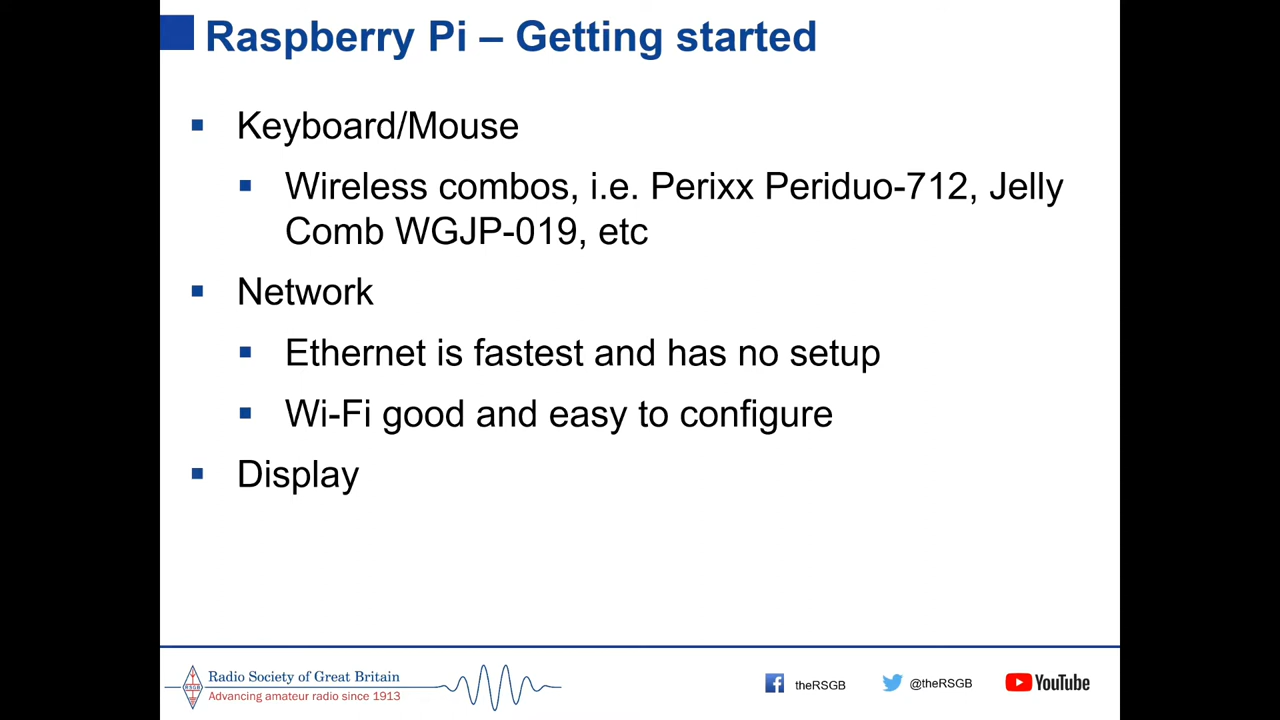 Raspberry Pi – Getting started
Keyboard/Mouse
Wireless combos, i.e. Perixx Periduo-712, Jelly
Comb WGJP-019, etc
Network
Ethernet is fastest and has no setup
Wi-Fi good and easy to configure
Display
RSGB
Radio Society of Great Britain
Advancing amateur radio since 1913
theRSGB
@theRSGB
YouTube